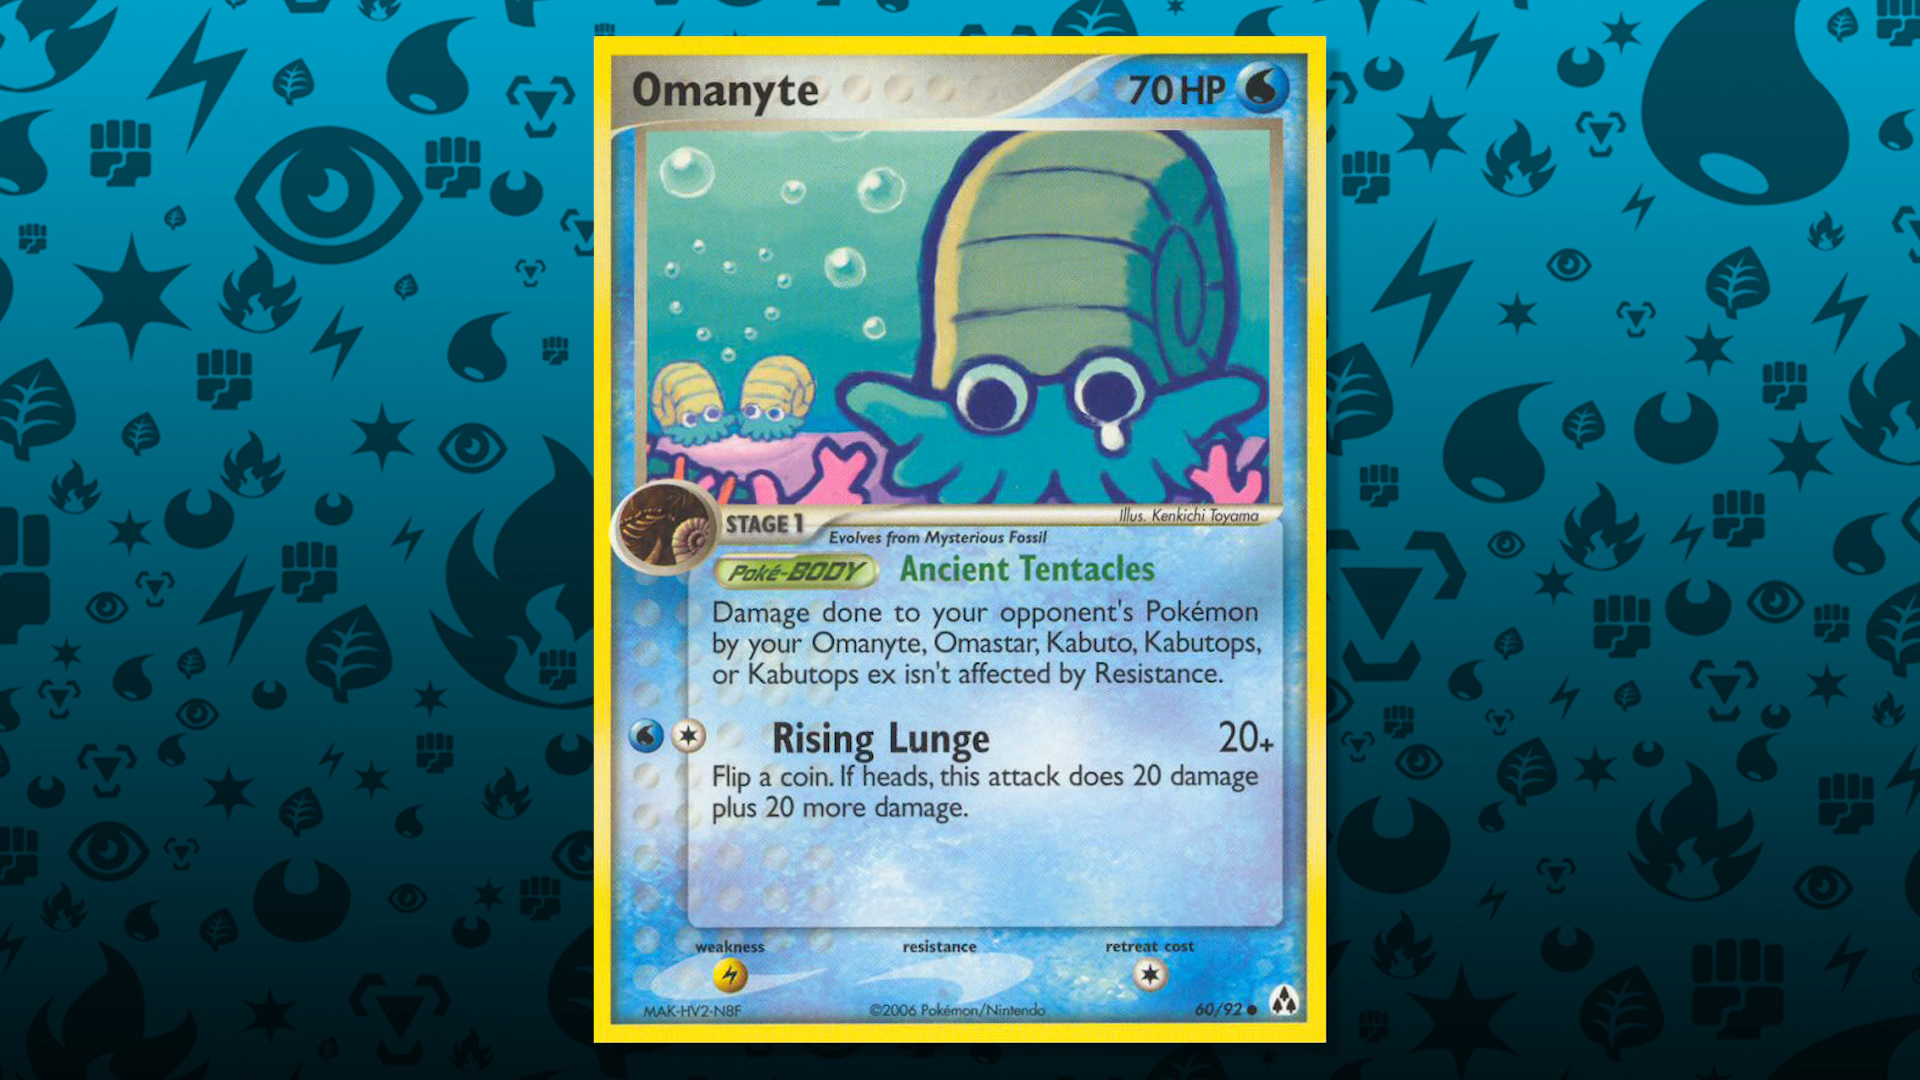 Omanyte 70 HP
Illus. Kenkichi Toyama
STAGE 1
Evolves from Mysterious Fossil
Poké-BODY Ancient Tentacles
Damage done to your opponent's Pokémon
by your Omanyte, Omastar, Kabuto, Kabutops,
or Kabutops ex isn't affected by Resistance.
Rising Lunge 20+
Flip a coin. If heads, this attack does 20 damage
plus 20 more damage.
weakness resistance retreat cost
MAK-HV2-N8F ©2006 Pokémon/Nintendo 60/92